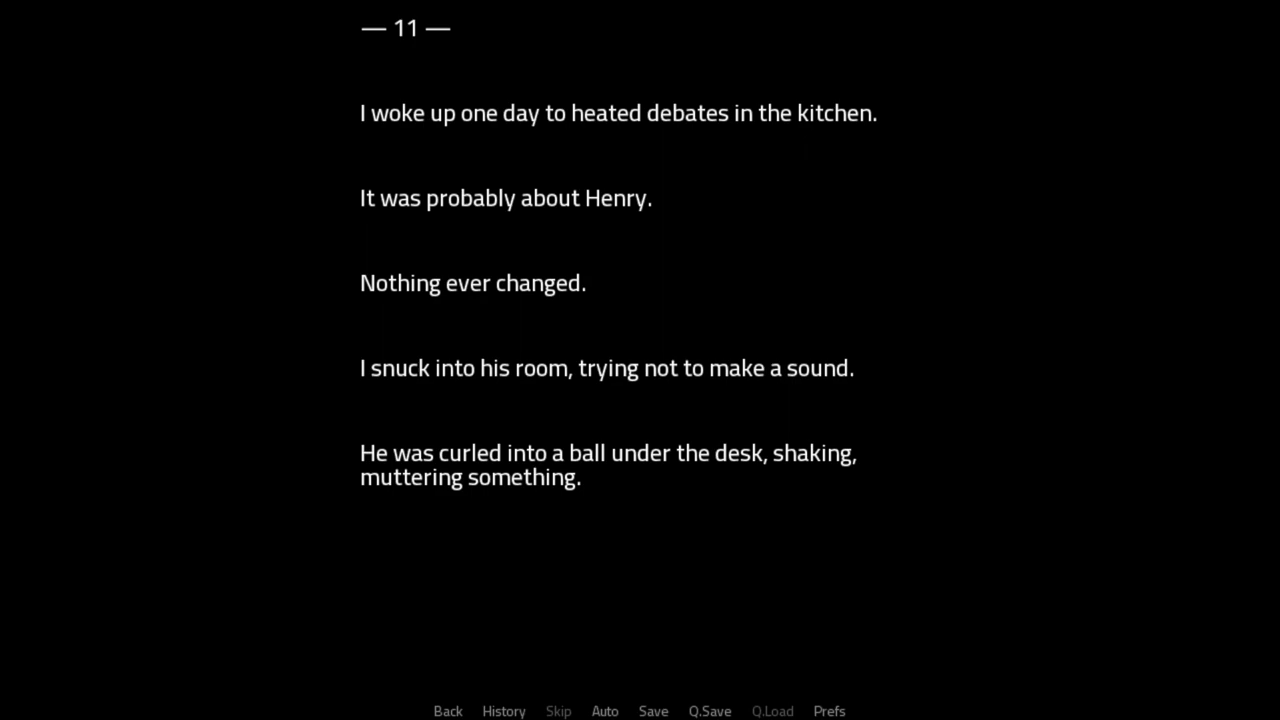 — 11 —
I woke up one day to heated debates in the kitchen.
It was probably about Henry.
Nothing ever changed.
I snuck into his room, trying not to make a sound.
He was curled into a ball under the desk, shaking,
muttering something.
Back History Skip Auto Save Q.Save Q.Load Prefs